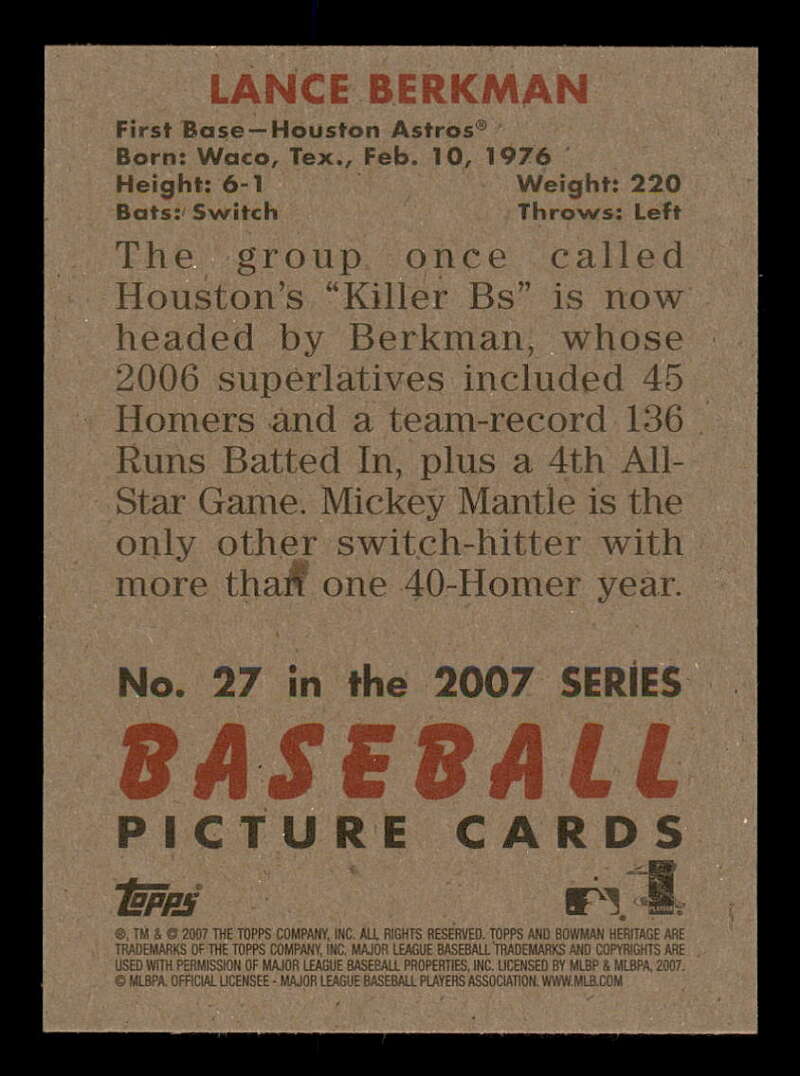 LANCE BERKMAN
First Base—Houston Astros®
Born: Waco, Tex., Feb. 10, 1976
Height: 6-1 Weight: 220
Bats: Switch Throws: Left
The group once called
Houston's “Killer Bs” is now
headed by Berkman, whose
2006 superlatives included 45
Homers and a team-record 136
Runs Batted In, plus a 4th All-
Star Game. Mickey Mantle is the
only other switch-hitter with
more than one 40-Homer year.
No. 27 in the 2007 SERIES
BASEBALL
PICTURE CARDS
topps
®, TM & © 2007 THE TOPPS COMPANY, INC. ALL RIGHTS RESERVED. TOPPS AND BOWMAN HERITAGE ARE
TRADEMARKS OF THE TOPPS COMPANY, INC. MAJOR LEAGUE BASEBALL TRADEMARKS AND COPYRIGHTS ARE
USED WITH PERMISSION OF MAJOR LEAGUE BASEBALL PROPERTIES, INC. LICENSED BY MLBP & MLBPA, 2007.
© MLBPA. OFFICIAL LICENSEE - MAJOR LEAGUE BASEBALL PLAYERS ASSOCIATION. WWW.MLB.COM